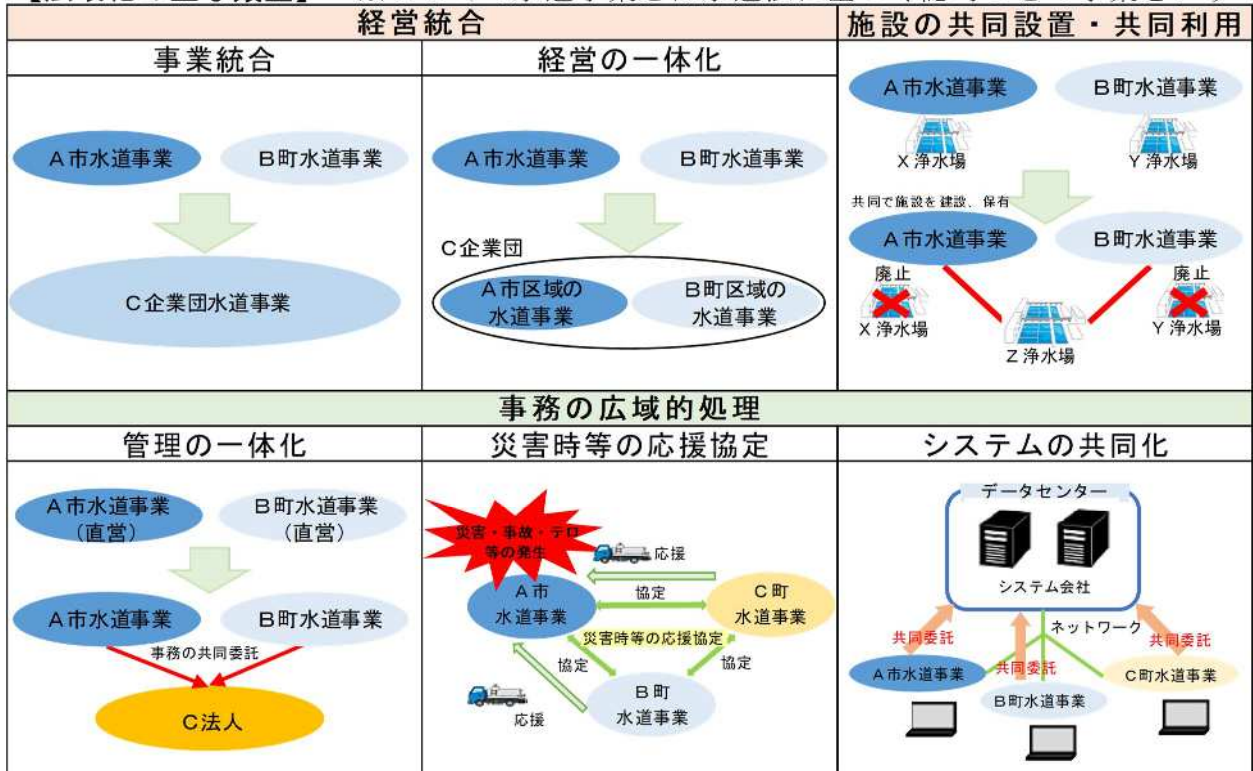 経営統合
施設の共同設置・共同利用
事業統合
経営の一体化
A市水道事業
B町水道事業
C企業団水道事業
A市水道事業
B町水道事業
C企業団
A市区域の
水道事業
B町区域の
水道事業
A市水道事業
B町水道事業
X浄水場
Y浄水場
共同で施設を建設、保有
A市水道事業
B町水道事業
廃止
廃止
X浄水場
Y浄水場
Z浄水場
事務の広域的処理
管理の一体化
災害時等の応援協定
システムの共同化
A市水道事業
(直営)
B町水道事業
(直営)
A市水道事業
B町水道事業
事務の共同委託
C法人
災害・事故・テロ
等の発生
応援
A市
水道事業
協定
C町
水道事業
災害時等の応援協定
協定
協定
B町
水道事業
応援
データセンター
システム会社
ネットワーク
共同委託
共同委託
共同委託
A市水道事業
B町水道事業
C町水道事業